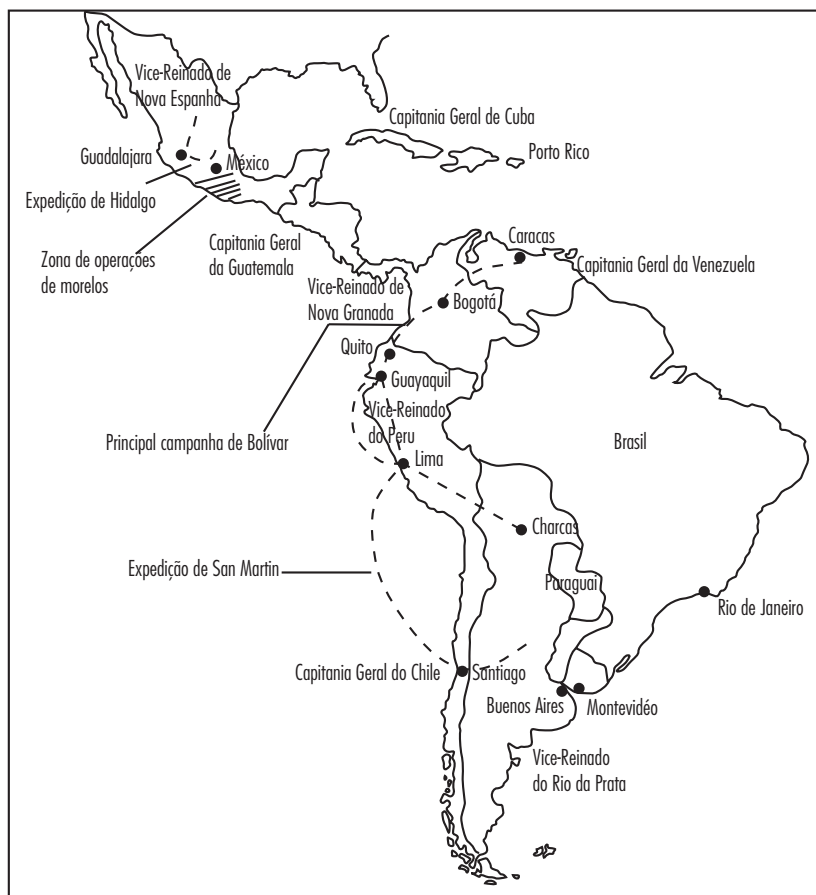 Vice-Reinado de
Nova Espanha
Capitania Geral de Cuba
Guadalajara
México
Porto Rico
Expedição de Hidalgo
Zona de operações
de morelos
Capitania Geral
da Guatemala
Caracas
Capitania Geral da Venezuela
Vice-Reinado de
Nova Granada
Bogotá
Quito
Guayaquil
Vice-Reinado
do Peru
Principal campanha de Bolívar
Brasil
Lima
Charcas
Expedição de San Martin
Paraguai
Rio de Janeiro
Capitania Geral do Chile
Santiago
Buenos Aires
Montevidéo
Vice-Reinado
do Rio da Prata